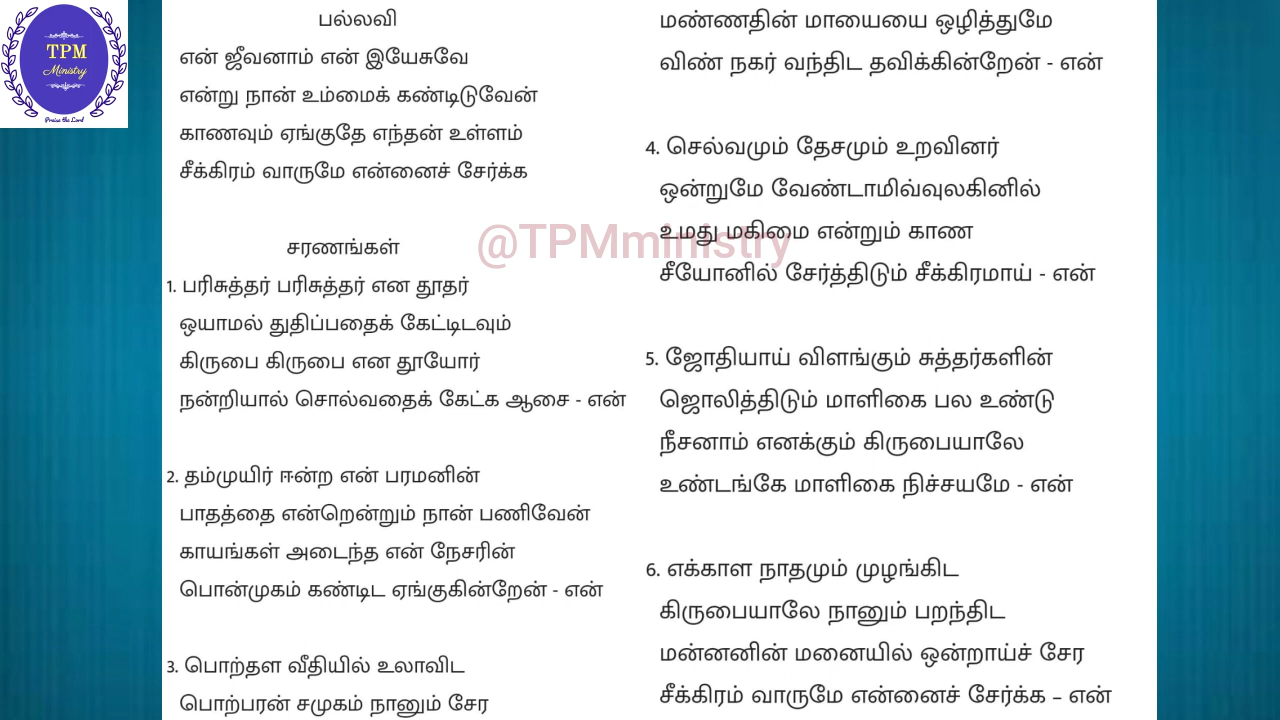 TPM
Ministry
Praise the Lord
பல்லவி
என் ஜீவனாம் என் இயேசுவே
என்று நான் உம்மைக் கண்டிடுவேன்
காணவும் ஏங்குதே எந்தன் உள்ளம்
சீக்கிரம் வாருமே என்னைச் சேர்க்க
சரணங்கள்
1. பரிசுத்தர் பரிசுத்தர் என தூதர்
ஒயாமல் துதிப்பதைக் கேட்டிடவும்
கிருபை கிருபை என தூயோர்
நன்றியால் சொல்வதைக் கேட்க ஆசை - என்
2. தம்முயிர் ஈன்ற என் பரமனின்
பாதத்தை என்றென்றும் நான் பணிவேன்
காயங்கள் அடைந்த என் நேசரின்
பொன்முகம் கண்டிட ஏங்குகின்றேன் - என்
3. பொற்தள வீதியில் உலாவிட
பொற்பரன் சமுகம் நானும் சேர
மண்ணதின் மாயையை ஒழித்துமே
விண் நகர் வந்திட தவிக்கின்றேன் - என்
4. செல்வமும் தேசமும் உறவினர்
ஒன்றுமே வேண்டாமிவ்வுலகினில்
உமது மகிமை என்றும் காண
சீயோனில் சேர்த்திடும் சீக்கிரமாய் - என்
5. ஜோதியாய் விளங்கும் சுத்தர்களின்
ஜொலித்திடும் மாளிகை பல உண்டு
நீசனாம் எனக்கும் கிருபையாலே
உண்டங்கே மாளிகை நிச்சயமே - என்
6. எக்காள நாதமும் முழங்கிட
கிருபையாலே நானும் பறந்திட
மன்னனின் மனையில் ஒன்றாய்ச் சேர
சீக்கிரம் வாருமே என்னைச் சேர்க்க – என்
@TPMministry